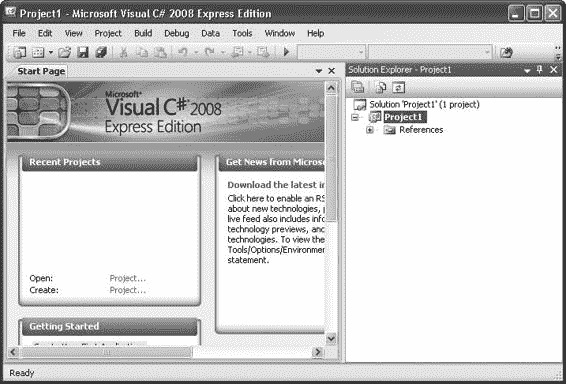 Project1 - Microsoft Visual C# 2008 Express Edition
File Edit View Project Build Debug Data Tools Window Help
Start Page
Microsoft
Visual C# 2008
Express Edition
Recent Projects
Open: Project...
Create: Project...
Getting Started
Get News from Microso
Download the latest in
Click here to enable an RS
about new technologies, p
live feed also includes info
technology previews, and
technologies. To view the
Tools/Options/Environmen
statement.
Solution Explorer - Project1
Solution 'Project1' (1 project)
Project1
References
Ready